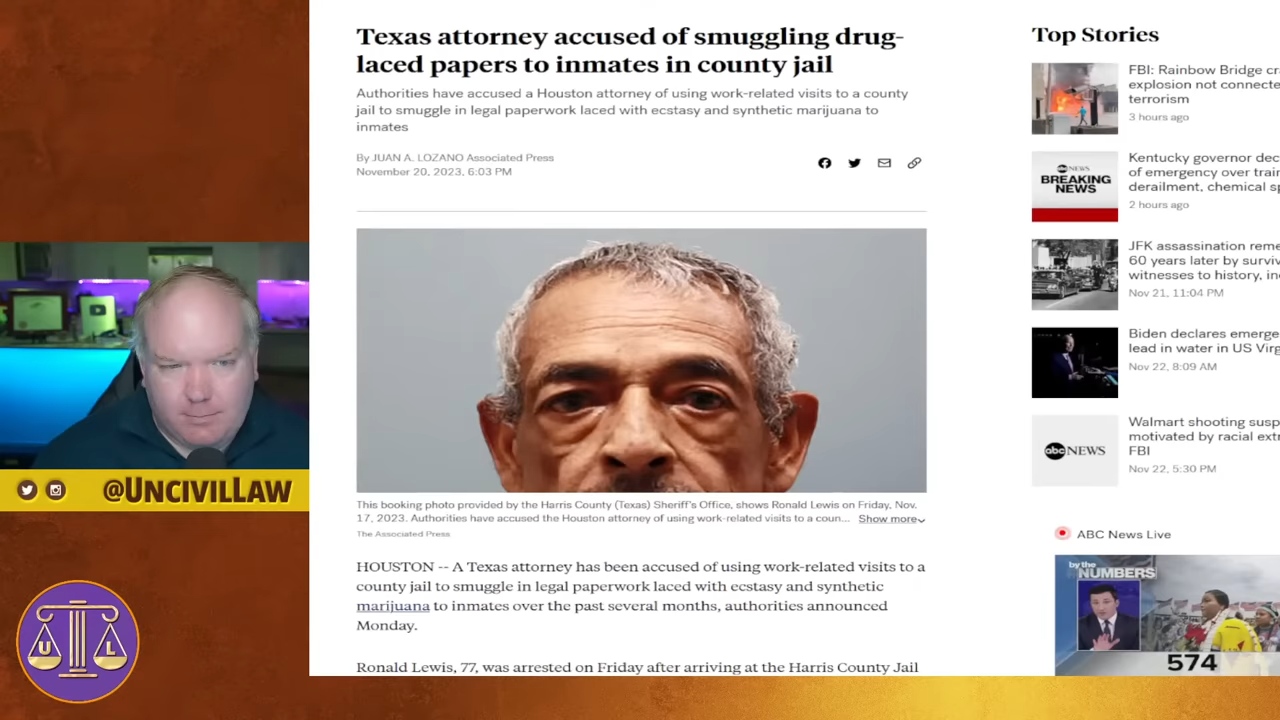 Texas attorney accused of smuggling drug-
laced papers to inmates in county jail
Authorities have accused a Houston attorney of using work-related visits to a county
jail to smuggle in legal paperwork laced with ecstasy and synthetic marijuana to
inmates
By JUAN A. LOZANO Associated Press
November 20, 2023, 6:03 PM
This booking photo provided by the Harris County (Texas) Sheriff's Office, shows Ronald Lewis on Friday, Nov.
17, 2023. Authorities have accused the Houston attorney of using work-related visits to a coun... Show more
The Associated Press
HOUSTON -- A Texas attorney has been accused of using work-related visits to a
county jail to smuggle in legal paperwork laced with ecstasy and synthetic
marijuana to inmates over the past several months, authorities announced
Monday.
Ronald Lewis, 77, was arrested on Friday after arriving at the Harris County Jail
Top Stories
FBI: Rainbow Bridge cr
explosion not connecte
terrorism
3 hours ago
abc NEWS
BREAKING
NEWS
Kentucky governor dec
of emergency over train
derailment, chemical sp
2 hours ago
JFK assassination reme
60 years later by surviv
witnesses to history, in
Nov 21, 11:04 PM
Biden declares emerge
lead in water in US Virg
Nov 22, 8:09 AM
abc NEWS
Walmart shooting susp
motivated by racial extr
FBI
Nov 22, 5:30 PM
ABC News Live
by the
NUMBERS
574
@UNCIVILLAW
U L